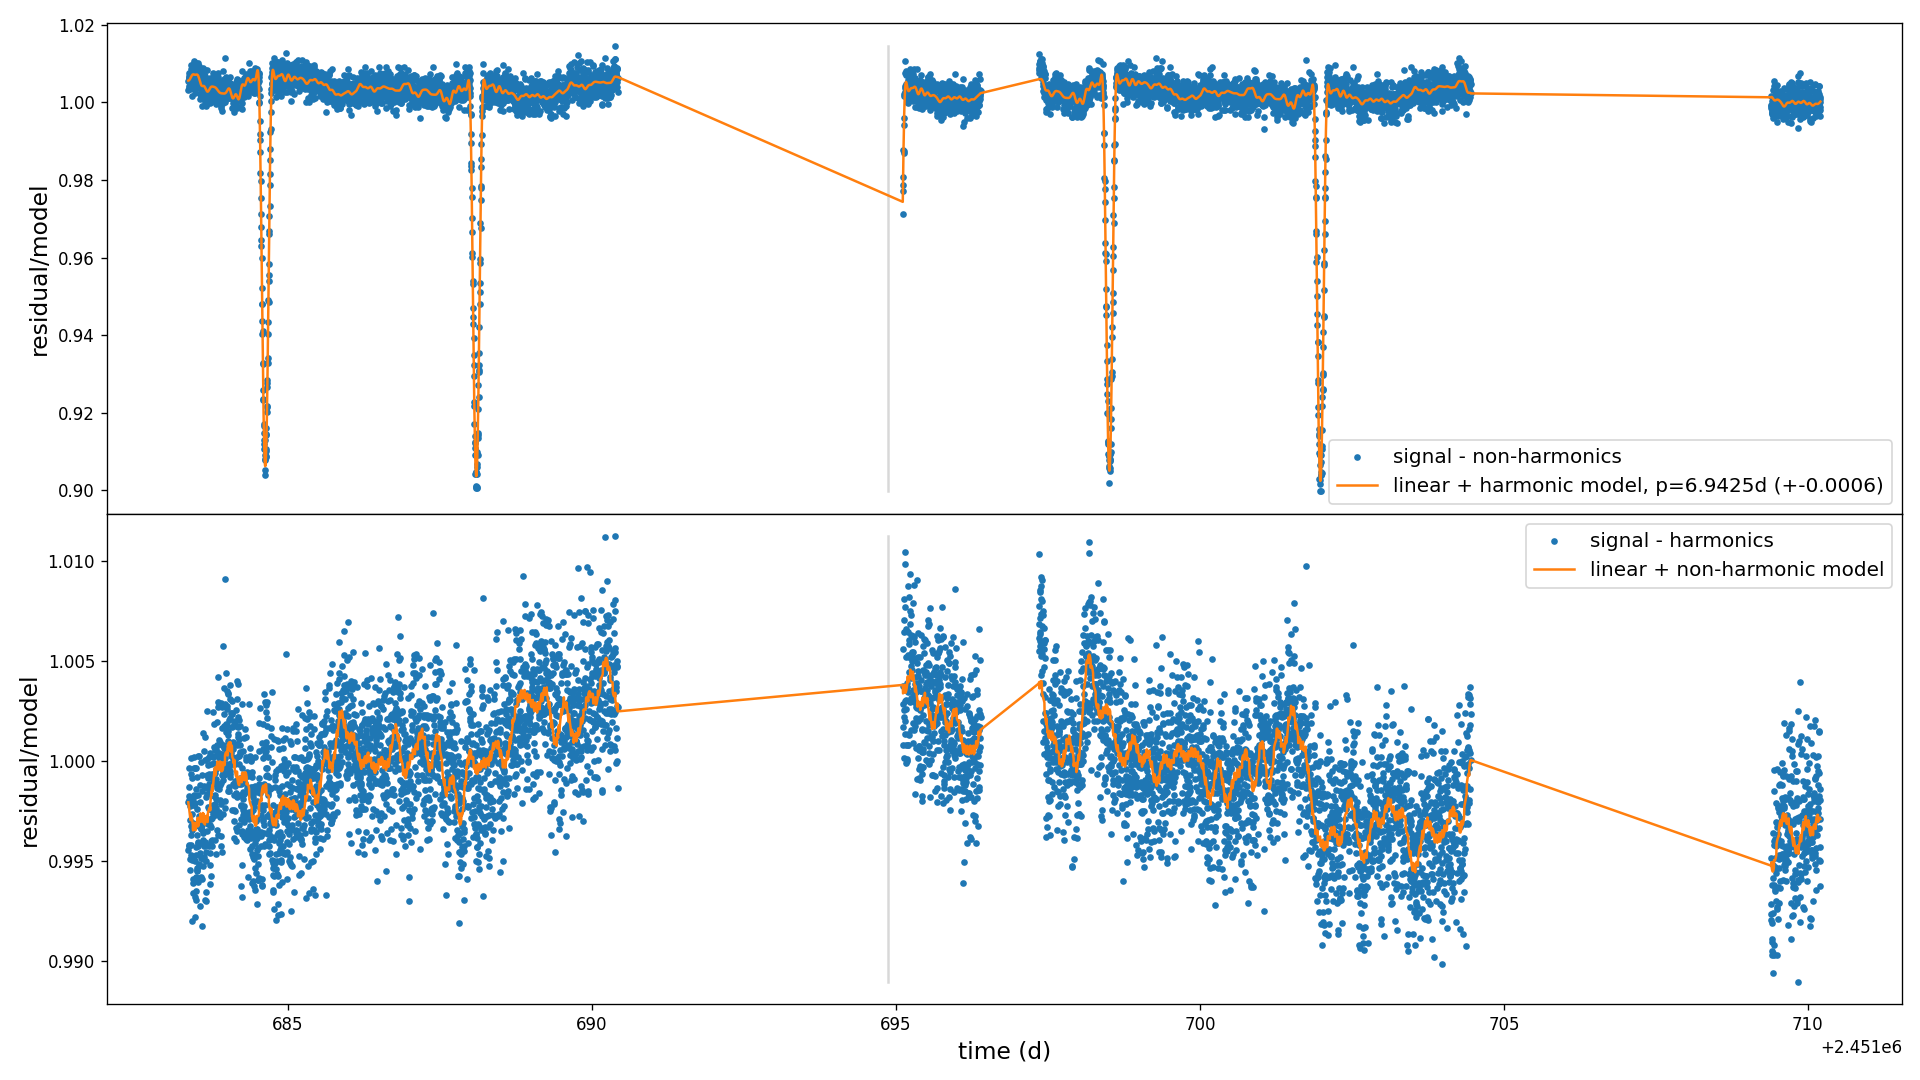 1.02
1.00
0.98
0.96
0.94
0.92
0.90
residual/model
signal - non-harmonics
linear + harmonic model, p=6.9425d (+-0.0006)
1.010
1.005
1.000
0.995
0.990
residual/model
signal - harmonics
linear + non-harmonic model
685
690
695
700
705
710
time (d)
+2.451e6